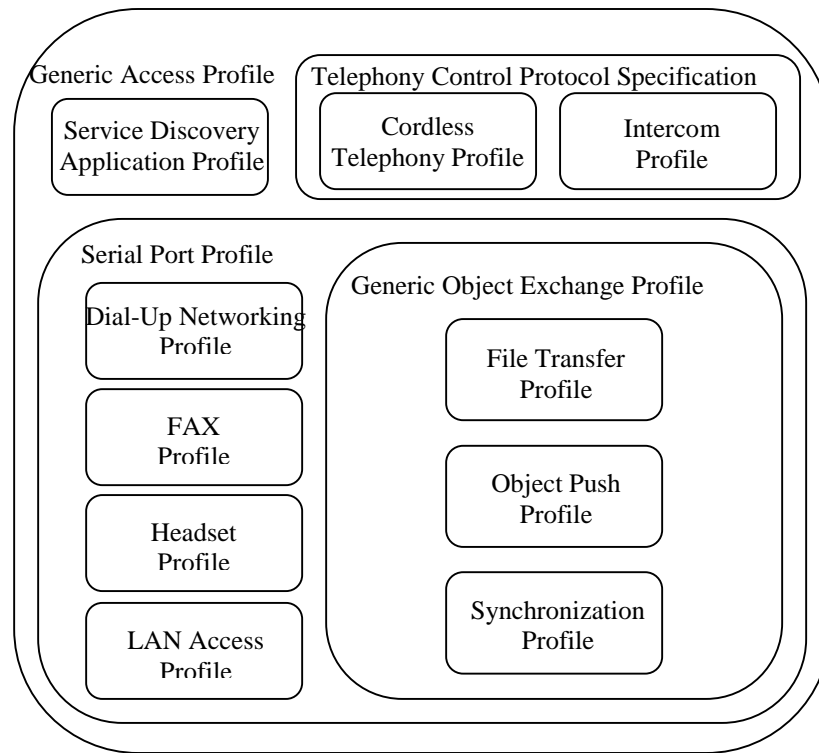 Generic Access Profile
Telephony Control Protocol Specification
Service Discovery
Application Profile
Cordless
Telephony Profile
Intercom
Profile
Serial Port Profile
Dial-Up Networking
Profile
FAX
Profile
Headset
Profile
LAN Access
Profile
Generic Object Exchange Profile
File Transfer
Profile
Object Push
Profile
Synchronization
Profile